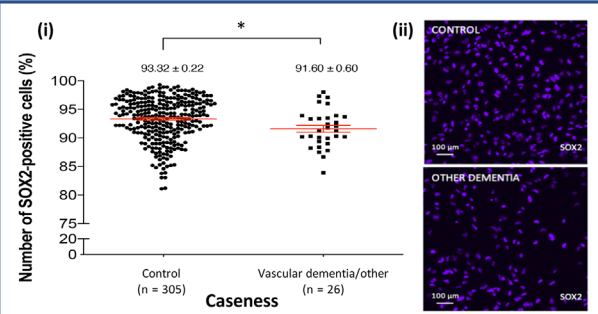 (i)
*
93.32 ± 0.22
91.60 ± 0.60
Number of SOX2-positive cells (%)
100
95
90
85
80
75
20
0
Control
(n = 305)
Vascular dementia/other
(n = 26)
Caseness
(ii)
CONTROL
100 µm
SOX2
OTHER DEMENTIA
100 µm
SOX2